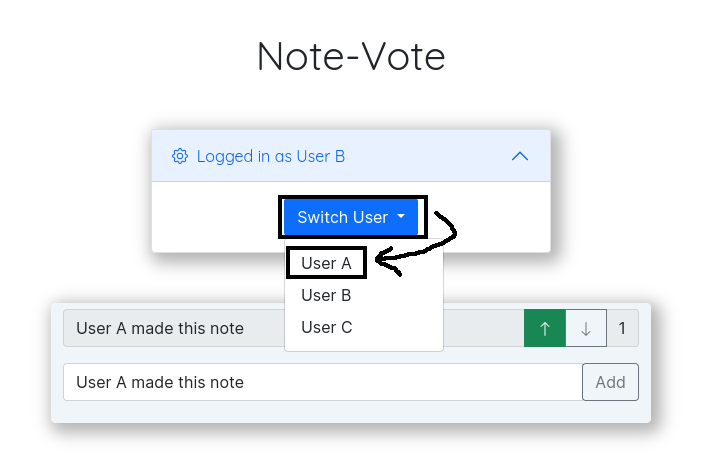 Note-Vote
Logged in as User B
Switch User
User A
User B
User C
User A made this note
1
User A made this note
Add